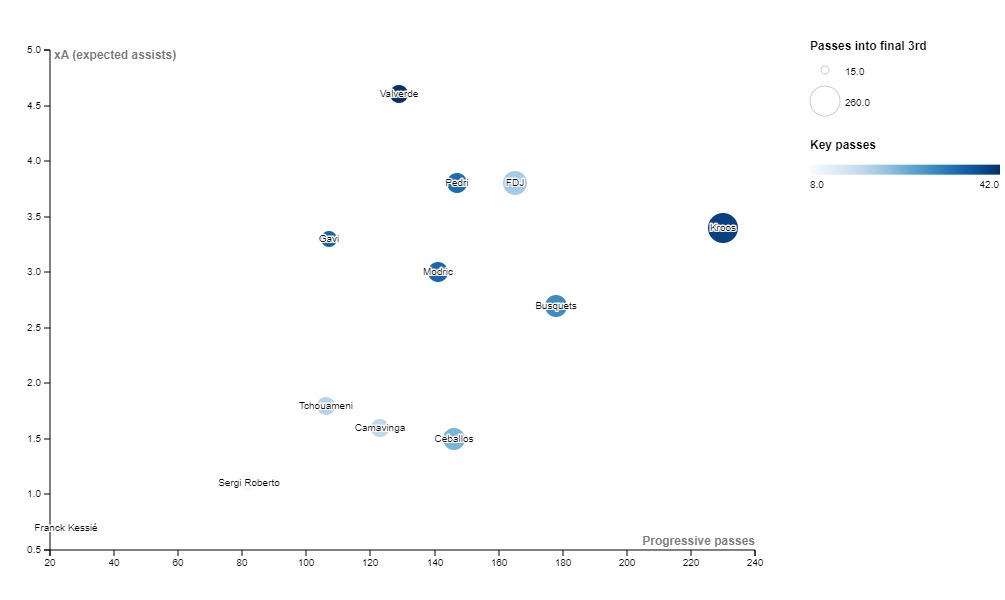 xA (expected assists)
5.0
4.5
4.0
3.5
3.0
2.5
2.0
1.5
1.0
0.5
Valverde
Pedri
FDJ
Kroos
Gavi
Modric
Busquets
Tchouameni
Camavinga
Ceballos
Sergi Roberto
Franck Kessié
Progressive passes
20 40 60 80 100 120 140 160 180 200 220 240
Passes into final 3rd
15.0
260.0
Key passes
8.0 42.0